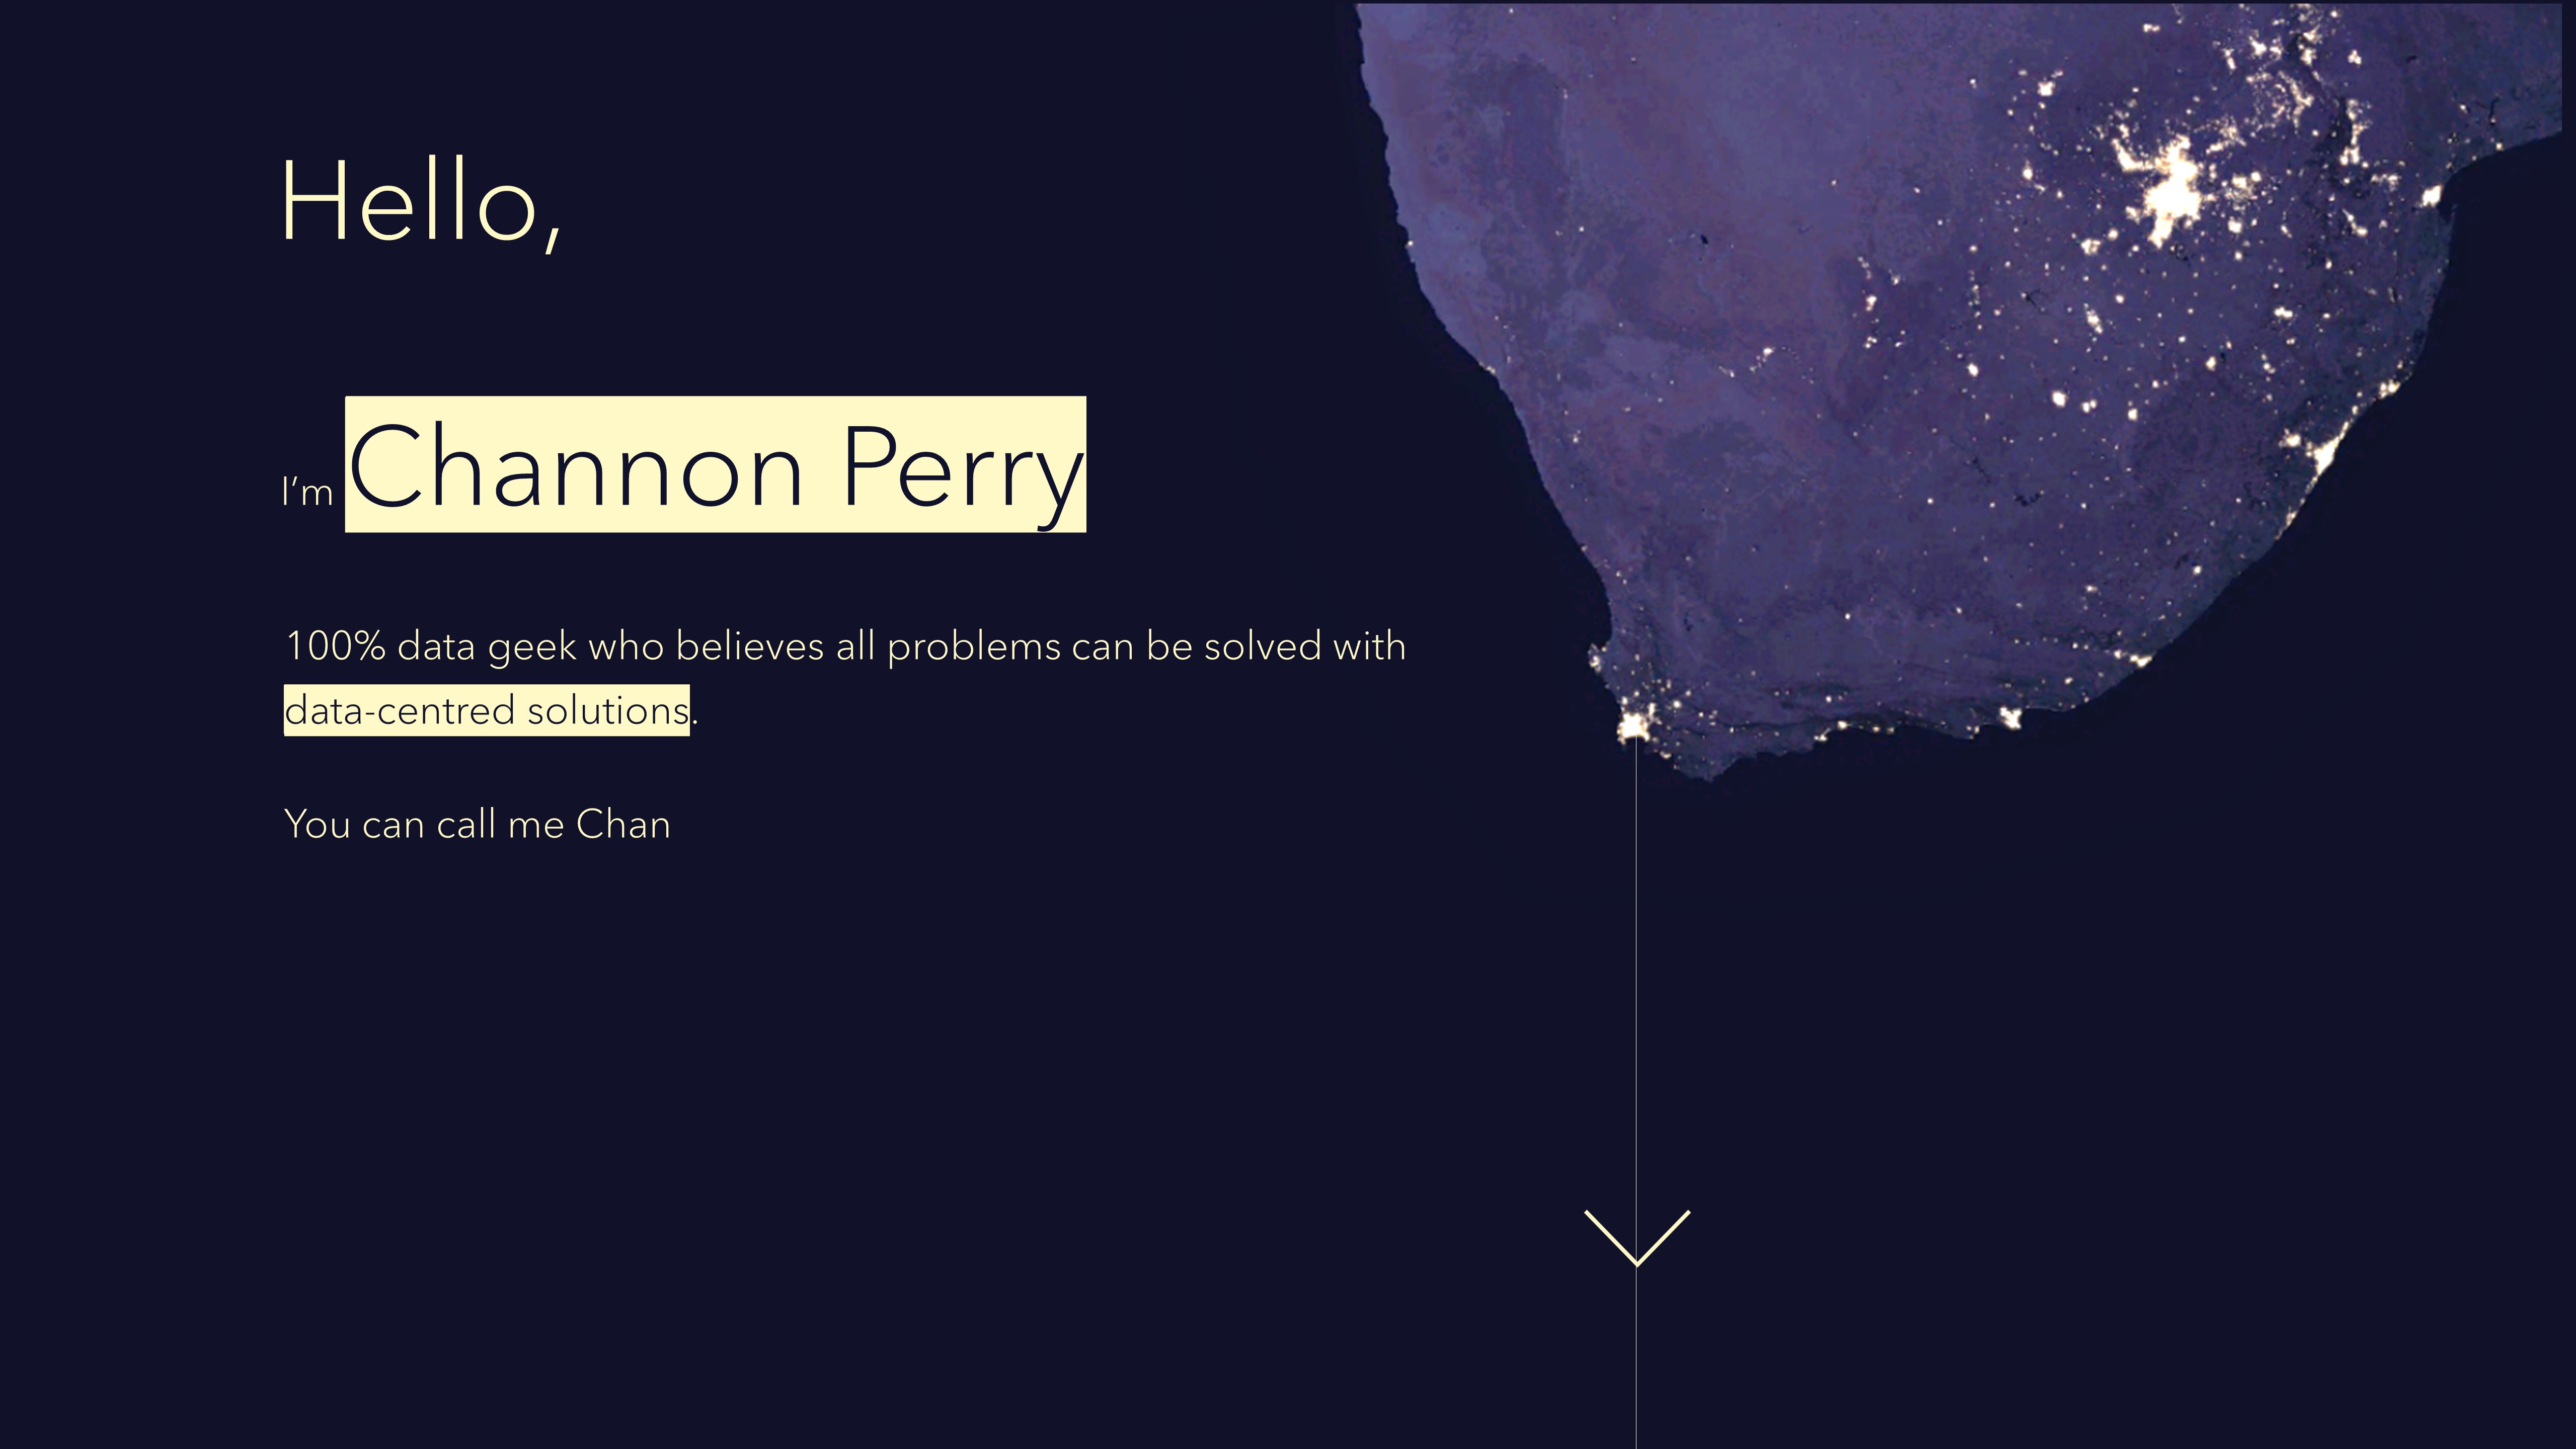 Hello,
I’m Channon Perry
100% data geek who believes all problems can be solved with
data-centred solutions.
You can call me Chan